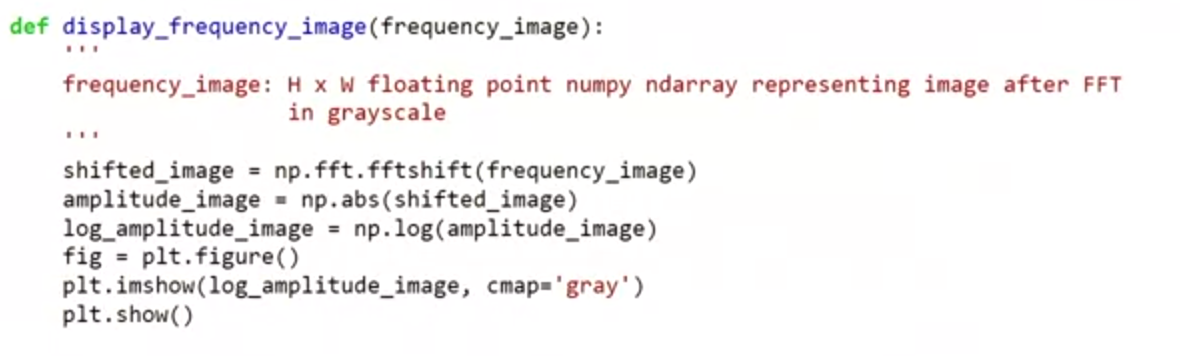 def display_frequency_image(frequency_image):
    '''
    frequency_image: H x W floating point numpy ndarray representing image after FFT
                     in grayscale
    '''
    shifted_image = np.fft.fftshift(frequency_image)
    amplitude_image = np.abs(shifted_image)
    log_amplitude_image = np.log(amplitude_image)
    fig = plt.figure()
    plt.imshow(log_amplitude_image, cmap='gray')
    plt.show()